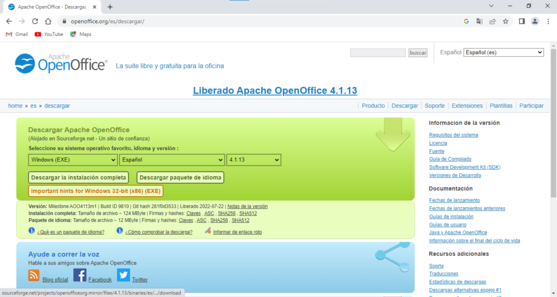 Apache OpenOffice - Descargas
openoffice.org/es/descargar/
Gmail YouTube Maps
Apache
OpenOffice
La suite libre y gratuita para la oficina
buscar
Español Español (es)
Liberado Apache OpenOffice 4.1.13
home » es » descargar
Producto Descargar Soporte Extensiones Plantillas Participar
Descargar Apache OpenOffice
(Alojado en Sourceforge.net - Un sitio de confianza)
Seleccione su sistema operativo favorito, idioma y versión :
Windows (EXE) Español 4.1.13
Descargar la instalación completa Descargar paquete de idioma
Important hints for Windows 32-bit (x86) (EXE)
Versión: Milestone AOO4113m1 | Build ID 9810 | Git hash 281f0d3533 | Liberada 2022-07-22 | Notas de la versión
Instalación completa: Tamaño de archivo ~ 124 MByte | Firmas y hashes: Claves , ASC , SHA256 , SHA512
Paquete de idioma: Tamaño de archivo ~ 12 MByte | Firmas y hashes: Claves , ASC , SHA256 , SHA512
¿Qué es un paquete de idioma? ¿Cómo comprobar la descarga? Informar de enlace roto
Ayude a correr la voz
Hable a sus amigos sobre Apache OpenOffice
Blog oficial Facebook Twitter
Informacion de la versión
Requisitos del sistema
Licencia
Fuente
Guía de Compilado
Software Development Kit (SDK)
Versiones de Desarrollo
Documentación
Fechas de lanzamiento
Fechas de lanzamientos anteriores
Guías de instalación
Guías de usuario
Java y Apache OpenOffice
Información sobre el final del ciclo de vida
Recursos adicionales
Soporte
Traducciones
Estadísticas de descargas
Descargar alternativas espejo #1
sourceforge.net/projects/openofficeorg.mirror/files/4.1.13/binaries/es/.../download